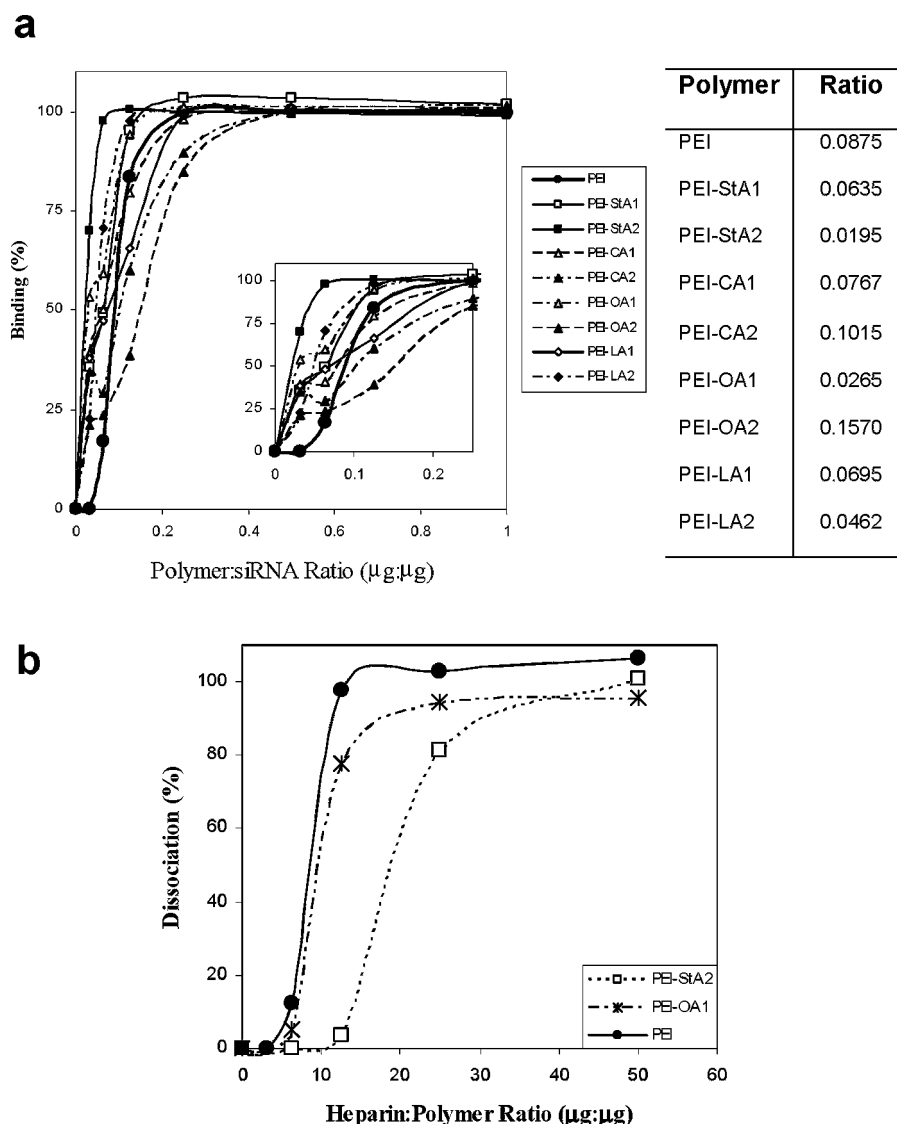 a
100
75
50
25
0
Binding (%)
0 0.2 0.4 0.6 0.8 1
Polymer:siRNA Ratio (µg:µg)
100
75
50
25
0
0 0.1 0.2
PEI
PEI-StA1
PEI-StA2
PEI-CA1
PEI-CA2
PEI-OA1
PEI-OA2
PEI-LA1
PEI-LA2
Polymer Ratio
PEI 0.0875
PEI-StA1 0.0635
PEI-StA2 0.0195
PEI-CA1 0.0767
PEI-CA2 0.1015
PEI-OA1 0.0265
PEI-OA2 0.1570
PEI-LA1 0.0695
PEI-LA2 0.0462
b
100
80
60
40
20
0
Dissociation (%)
0 10 20 30 40 50 60
Heparin:Polymer Ratio (µg:µg)
PEI-StA2
PEI-OA1
PEI